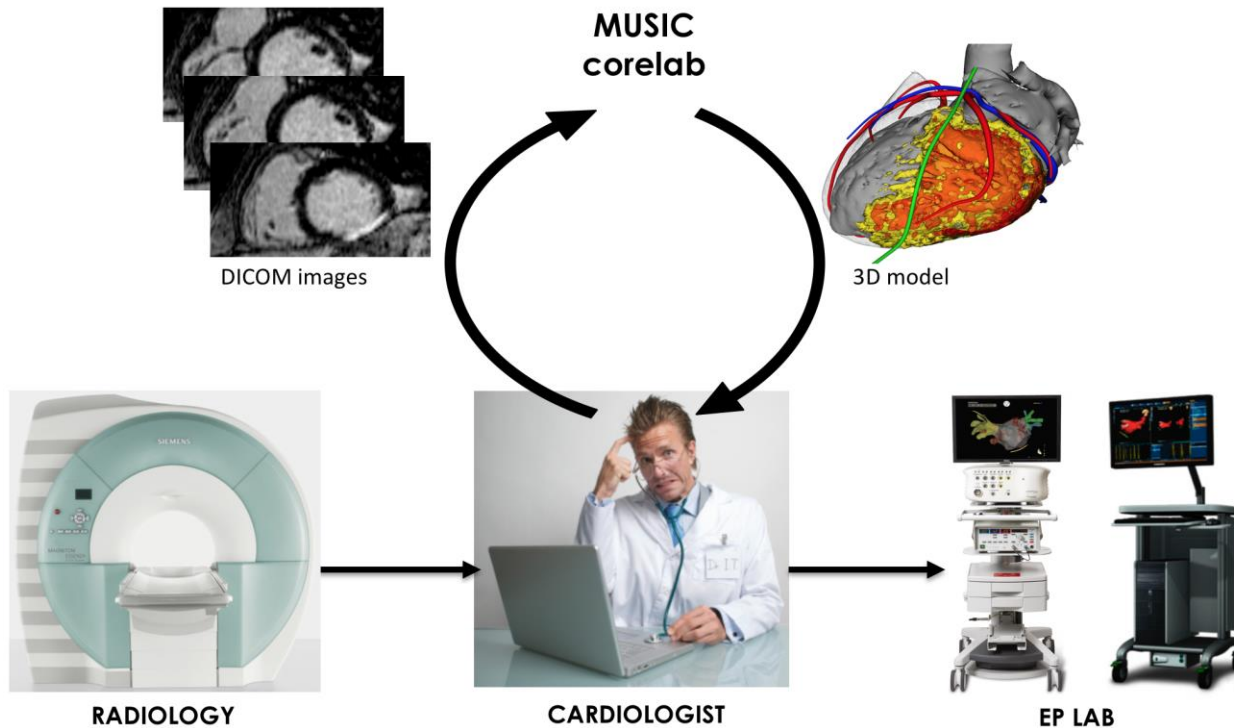 MUSIC
corelab
DICOM images
3D model
SIEMENS
RADIOLOGY
CARDIOLOGIST
EP LAB